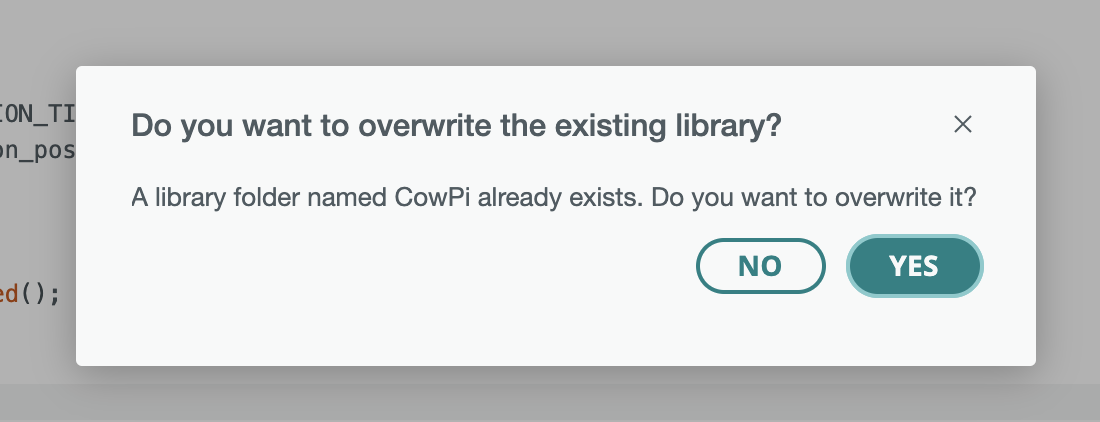 ION_TI
Do you want to overwrite the existing library?
on_pos
A library folder named CowPi already exists. Do you want to overwrite it?
NO
YES
ed();